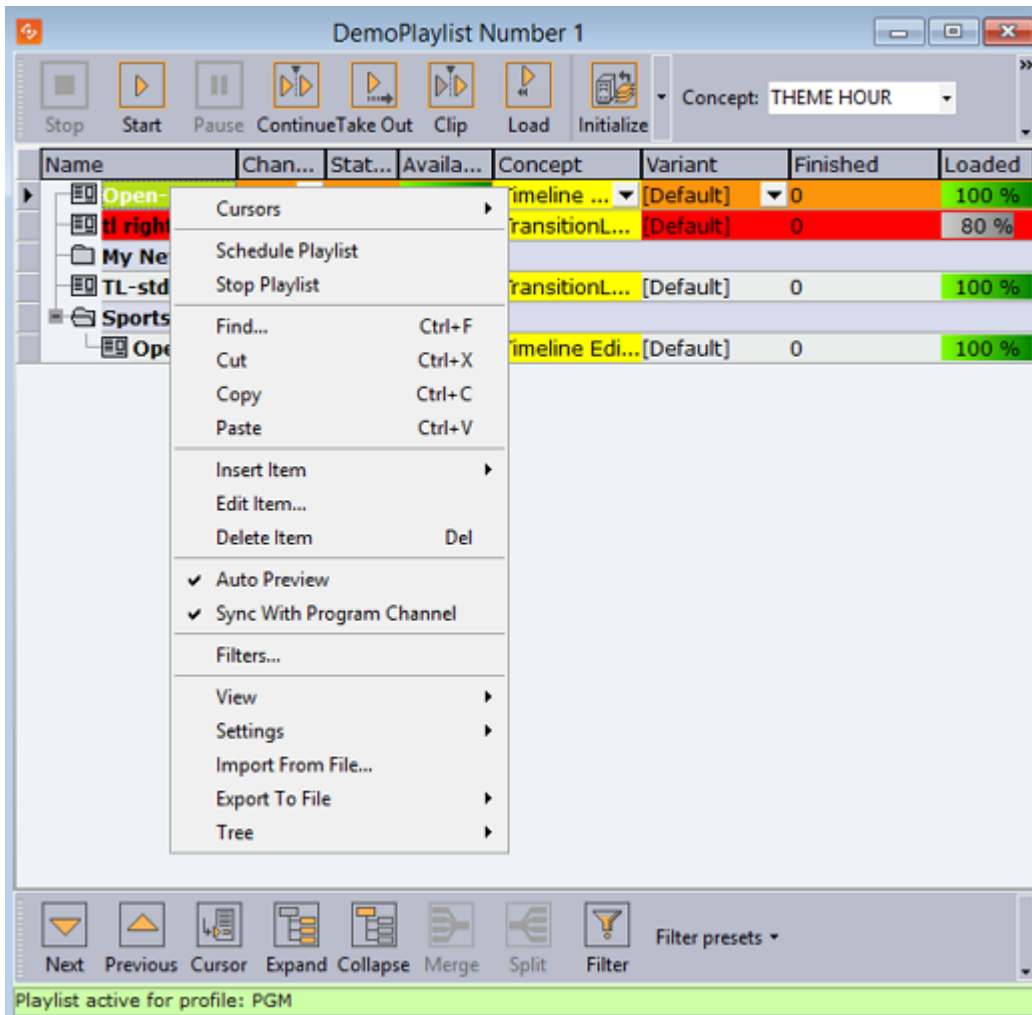 DemoPlaylist Number 1
Stop Start Pause Continue Take Out Clip Load Initialize Concept: THEME HOUR
Name Chan... Stat... Availa... Concept Variant Finished Loaded
Open- Timeline ... [Default] 0 100 %
tl right TransitionL... [Default] 0 80 %
My Ne
TL-std TransitionL... [Default] 0 100 %
Sports
Ope Timeline Edi... [Default] 0 100 %
Cursors
Schedule Playlist
Stop Playlist
Find... Ctrl+F
Cut Ctrl+X
Copy Ctrl+C
Paste Ctrl+V
Insert Item
Edit Item...
Delete Item Del
Auto Preview
Sync With Program Channel
Filters...
View
Settings
Import From File...
Export To File
Tree
Next Previous Cursor Expand Collapse Merge Split Filter Filter presets
Playlist active for profile: PGM